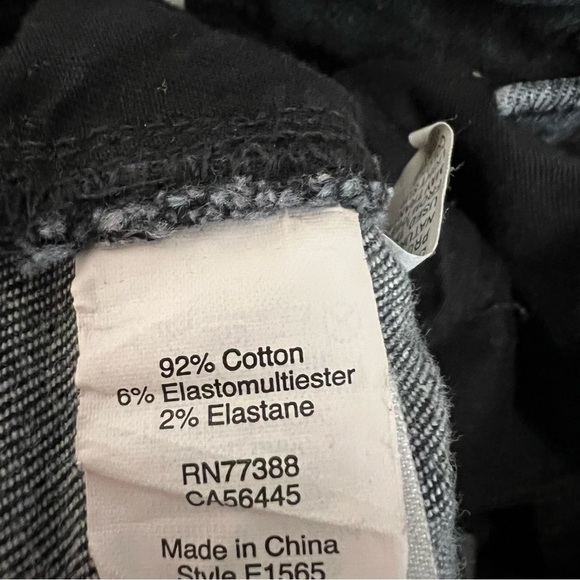 92% Cotton
6% Elastomultiester
2% Elastane
RN77388
CA56445
Made in China
Style F1565